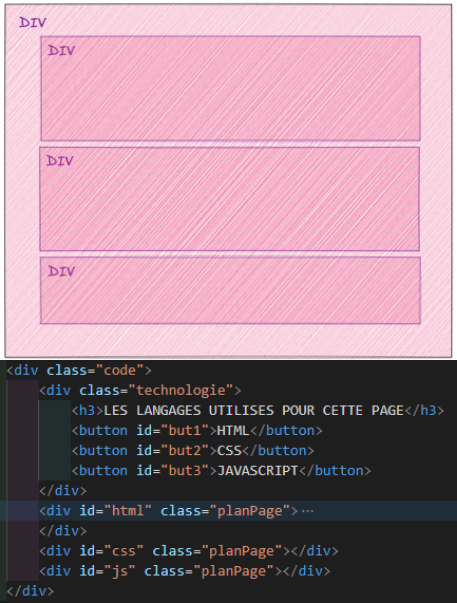 DIV
DIV
DIV
DIV
<div class="code">
<div class="technologie">
<h3>LES LANGAGES UTILISES POUR CETTE PAGE</h3>
<button id="but1">HTML</button>
<button id="but2">CSS</button>
<button id="but3">JAVASCRIPT</button>
</div>
<div id="html" class="planPage">…
</div>
<div id="css" class="planPage"></div>
<div id="js" class="planPage"></div>
</div>